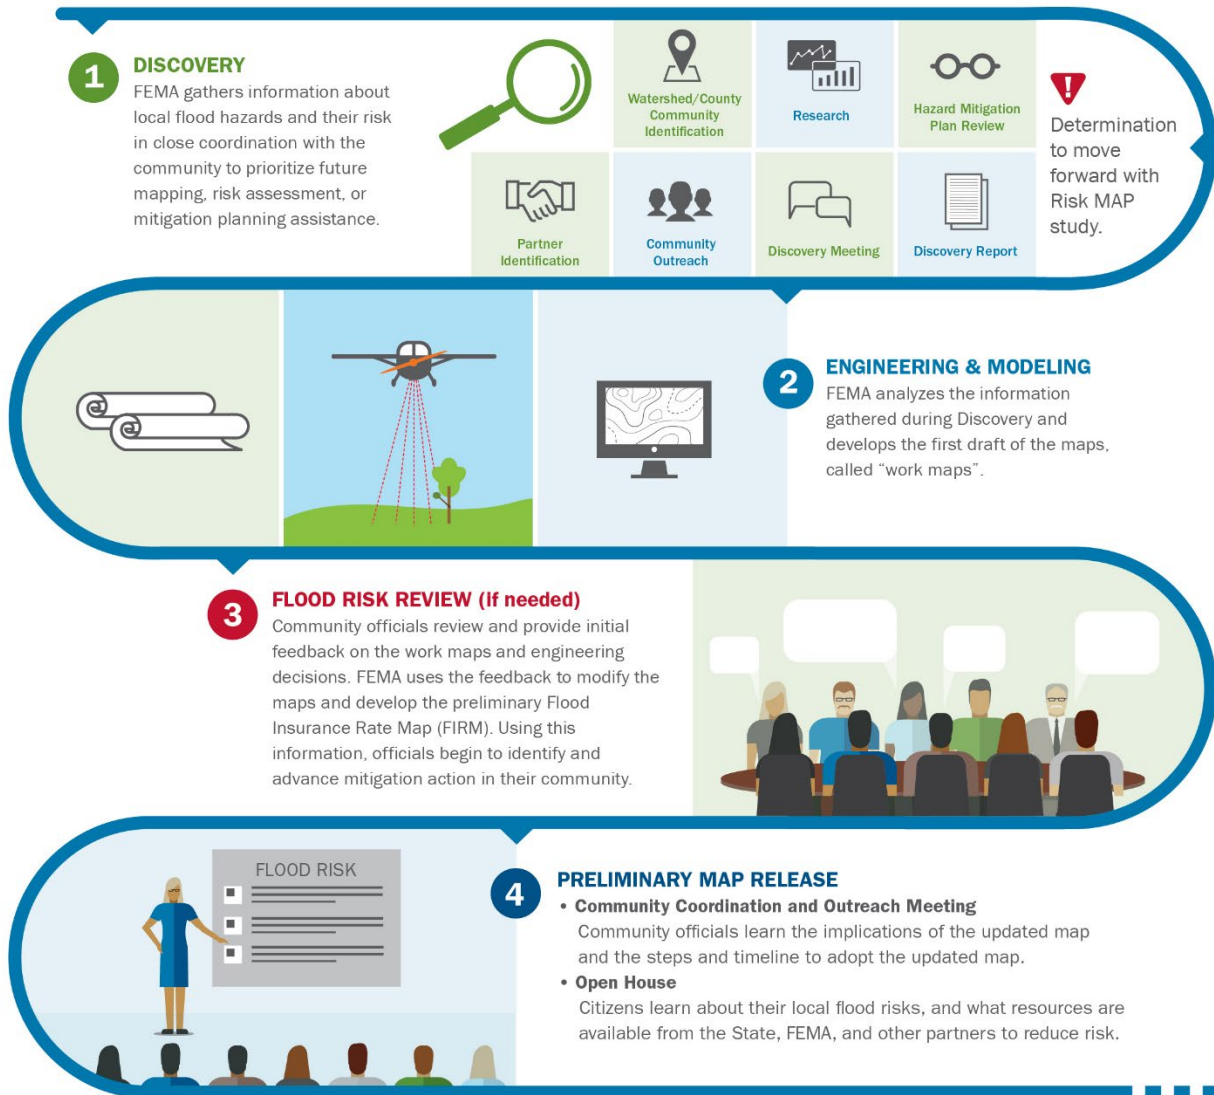 1
DISCOVERY
FEMA gathers information about
local flood hazards and their risk
in close coordination with the
community to prioritize future
mapping, risk assessment, or
mitigation planning assistance.
Watershed/County
Community
Identification
Research
Hazard Mitigation
Plan Review
Partner
Identification
Community
Outreach
Discovery Meeting
Discovery Report
!
Determination
to move
forward with
Risk MAP
study.
2
ENGINEERING & MODELING
FEMA analyzes the information
gathered during Discovery and
develops the first draft of the maps,
called “work maps”.
3
FLOOD RISK REVIEW (if needed)
Community officials review and provide initial
feedback on the work maps and engineering
decisions. FEMA uses the feedback to modify the
maps and develop the preliminary Flood
Insurance Rate Map (FIRM). Using this
information, officials begin to identify and
advance mitigation action in their community.
FLOOD RISK
4
PRELIMINARY MAP RELEASE
• Community Coordination and Outreach Meeting
Community officials learn the implications of the updated map
and the steps and timeline to adopt the updated map.
• Open House
Citizens learn about their local flood risks, and what resources are
available from the State, FEMA, and other partners to reduce risk.